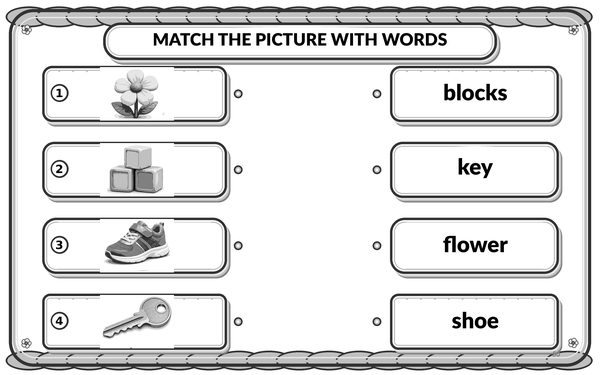 MATCH THE PICTURE WITH WORDS
1
blocks
2
key
3
flower
4
shoe